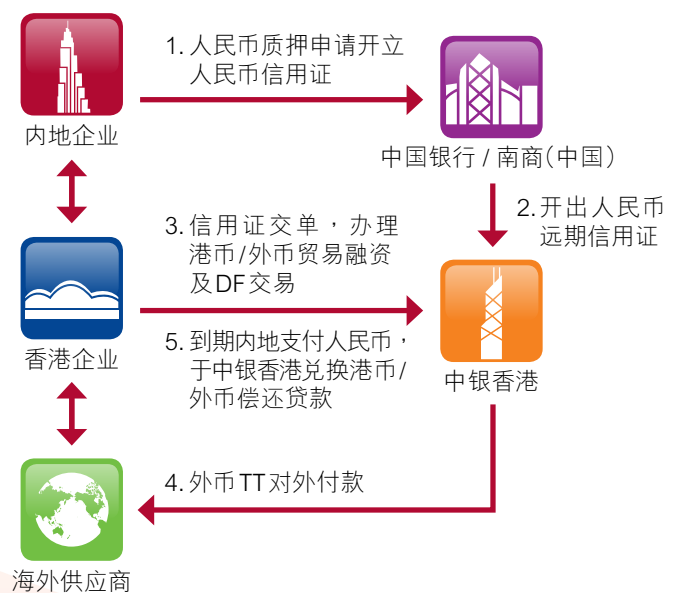 1. 人民币质押申请开立
人民币信用证
内地企业
中国银行 / 南商(中国)
2. 开出人民币
远期信用证
3. 信用证交单，办理
港币/外币贸易融资
及DF交易
香港企业
5. 到期内地支付人民币，
于中银香港兑换港币/
外币偿还贷款
中银香港
4. 外币TT对外付款
海外供应商